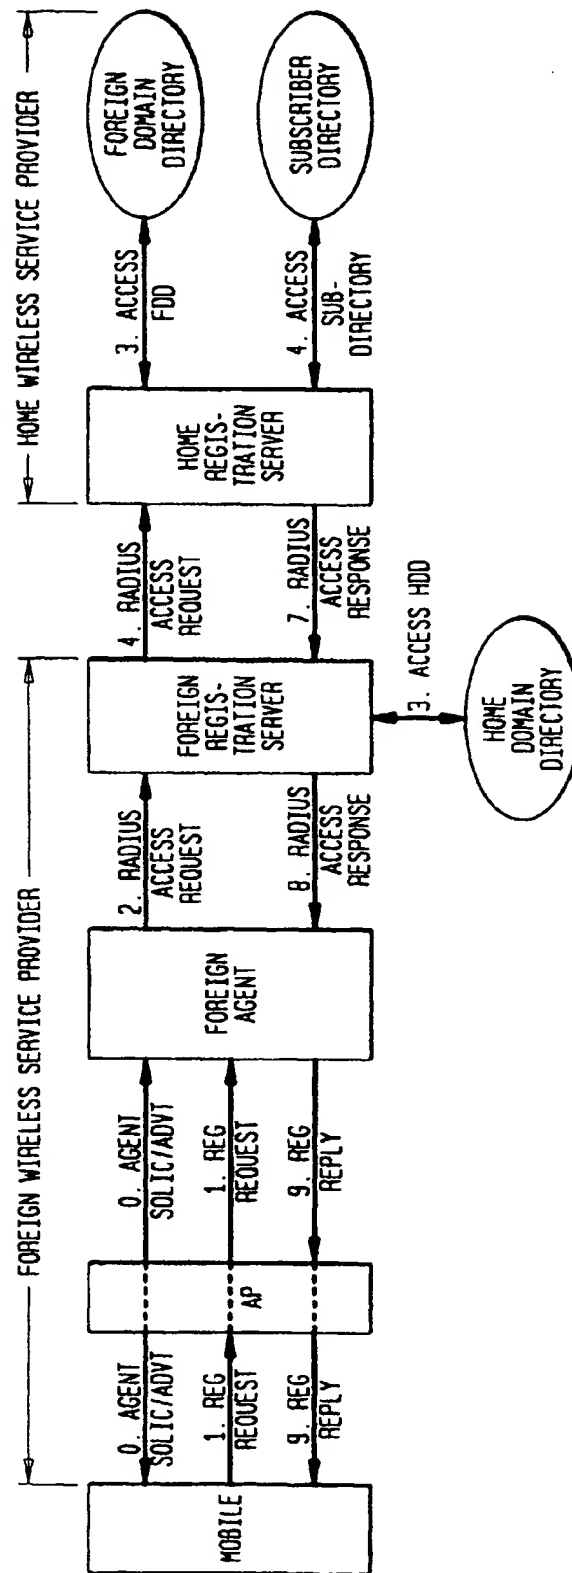 FOREIGN WIRELESS SERVICE PROVIDER
HOME WIRELESS SERVICE PROVIDER
MOBILE
0. AGENT
SOLIC/ADVT
1. REG
REQUEST
9. REG
REPLY
AP
0. AGENT
SOLIC/ADVT
1. REG
REQUEST
9. REG
REPLY
FOREIGN
AGENT
2. RADIUS
ACCESS
REQUEST
8. RADIUS
ACCESS
RESPONSE
FOREIGN
REGIS-
TRATION
SERVER
3. ACCESS HDD
HOME
DOMAIN
DIRECTORY
4. RADIUS
ACCESS
REQUEST
7. RADIUS
ACCESS
RESPONSE
HOME
REGIS-
TRATION
SERVER
3. ACCESS
FDD
4. ACCESS
SUB-
DIRECTORY
FOREIGN
DOMAIN
DIRECTORY
SUBSCRIBER
DIRECTORY